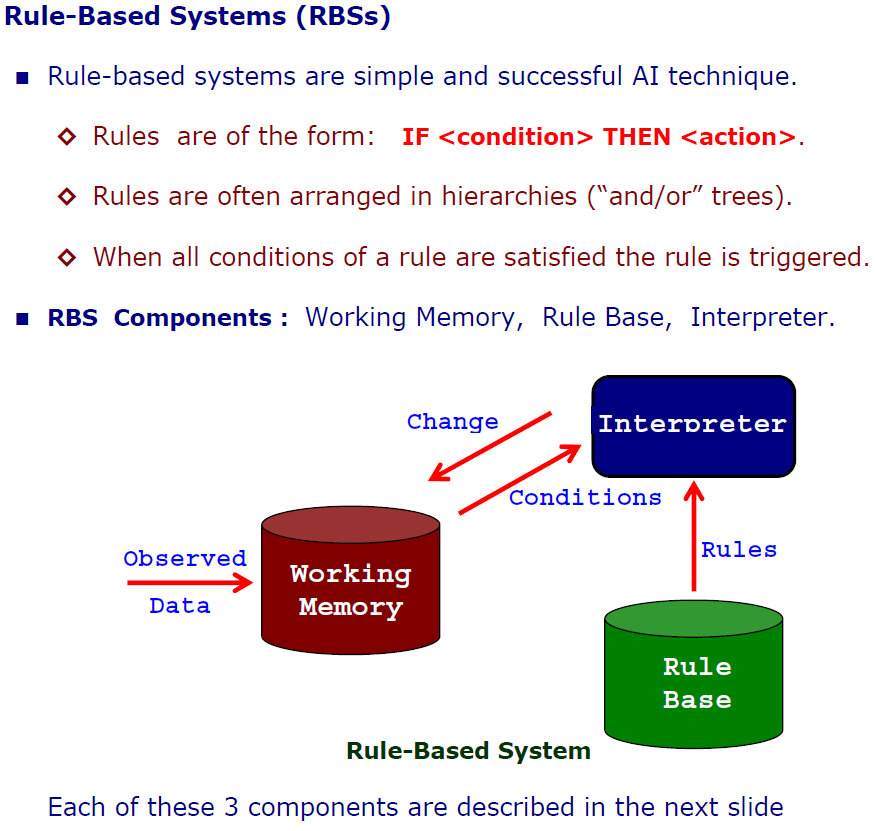 Rule-Based Systems (RBSs)
Rule-based systems are simple and successful AI technique.
Rules are of the form: IF <condition> THEN <action>.
Rules are often arranged in hierarchies (“and/or” trees).
When all conditions of a rule are satisfied the rule is triggered.
RBS Components : Working Memory, Rule Base, Interpreter.
Change
Interpreter
Conditions
Observed
Data
Working
Memory
Rules
Rule
Base
Rule-Based System
Each of these 3 components are described in the next slide